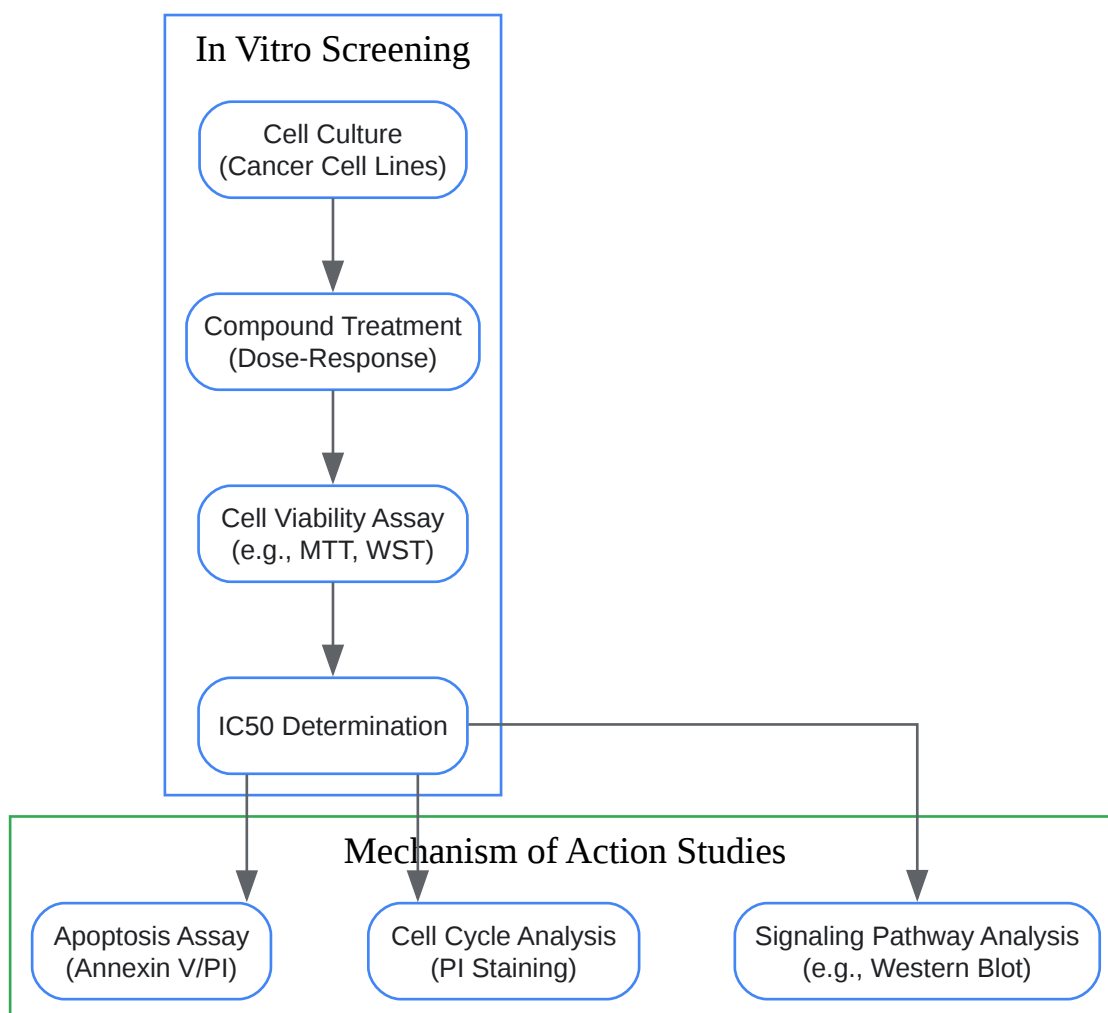 In Vitro Screening
Cell Culture
(Cancer Cell Lines)
Compound Treatment
(Dose-Response)
Cell Viability Assay
(e.g., MTT, WST)
IC50 Determination
Mechanism of Action Studies
Apoptosis Assay
(Annexin V/PI)
Cell Cycle Analysis
(PI Staining)
Signaling Pathway Analysis
(e.g., Western Blot)